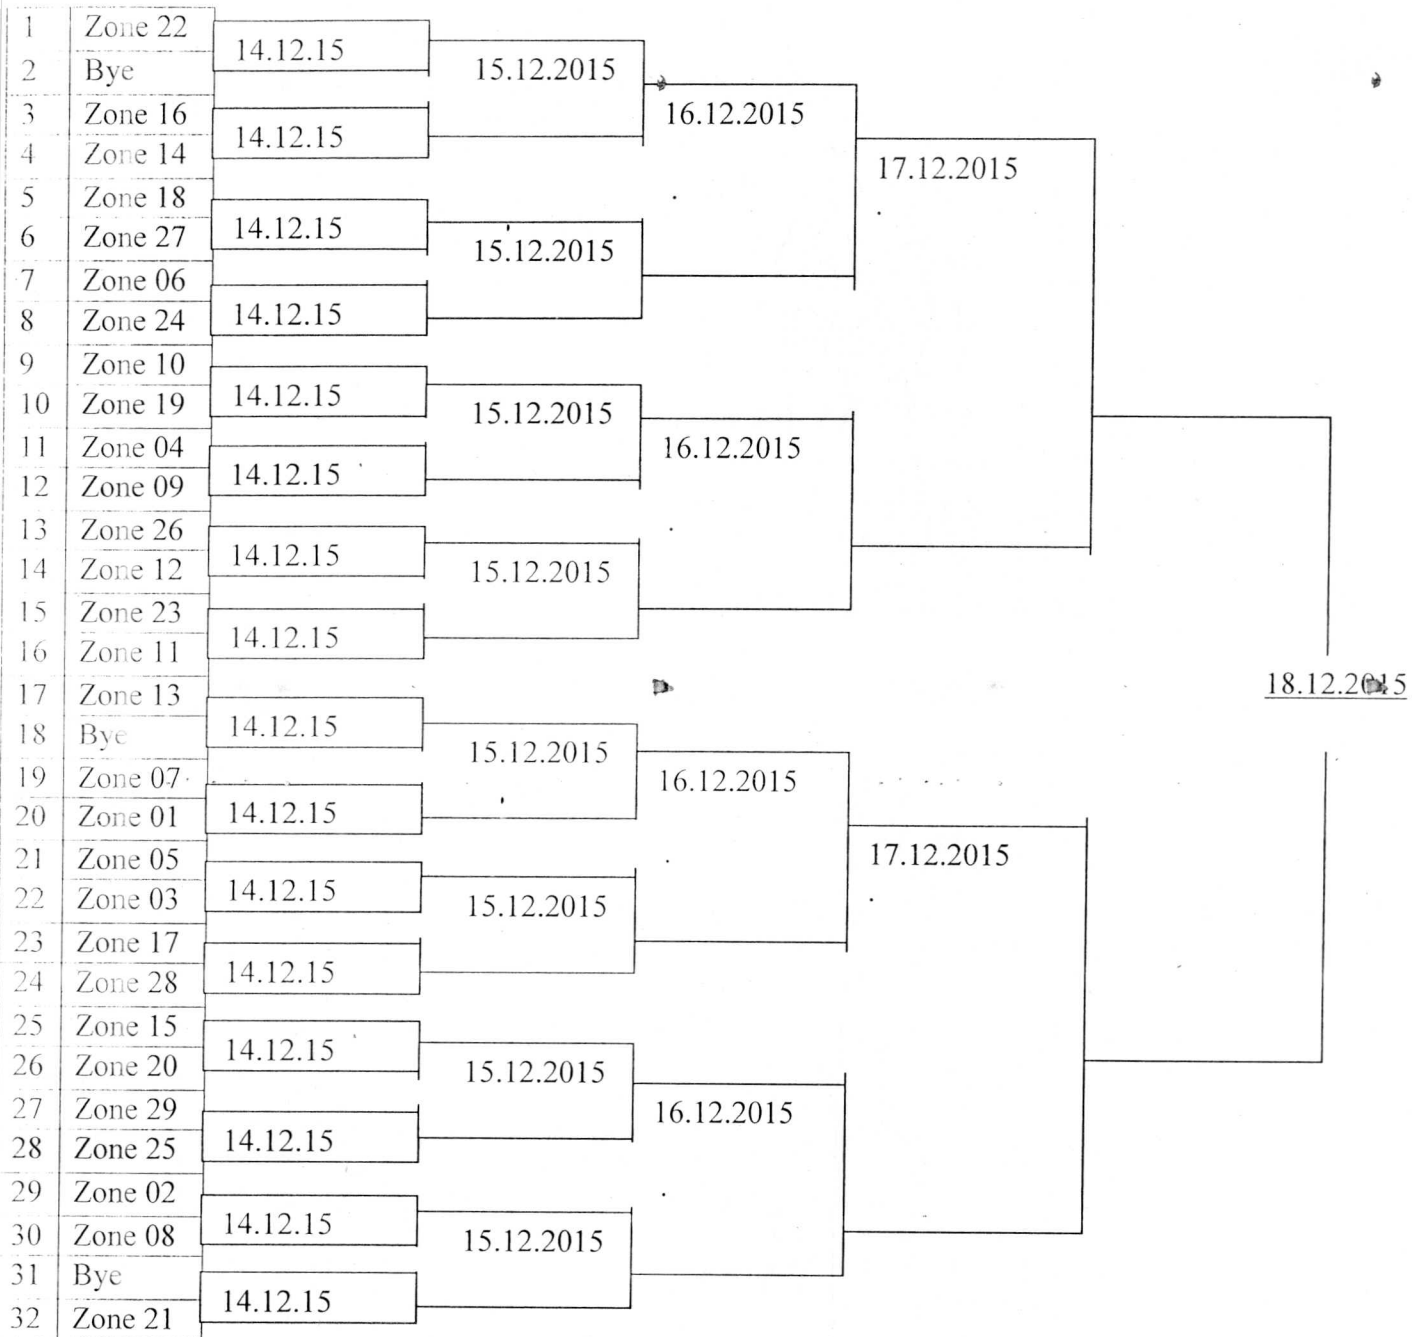 1 Zone 22
14.12.15
2 Bye
15.12.2015
3 Zone 16
16.12.2015
14.12.15
4 Zone 14
17.12.2015
5 Zone 18
14.12.15
6 Zone 27
15.12.2015
7 Zone 06
14.12.15
8 Zone 24
9 Zone 10
14.12.15
10 Zone 19
15.12.2015
11 Zone 04
16.12.2015
14.12.15
12 Zone 09
13 Zone 26
14.12.15
14 Zone 12
15.12.2015
15 Zone 23
14.12.15
16 Zone 11
17 Zone 13
18.12.2015
14.12.15
18 Bye
15.12.2015
19 Zone 07
16.12.2015
14.12.15
20 Zone 01
21 Zone 05
17.12.2015
14.12.15
22 Zone 03
15.12.2015
23 Zone 17
14.12.15
24 Zone 28
25 Zone 15
14.12.15
26 Zone 20
15.12.2015
27 Zone 29
16.12.2015
14.12.15
28 Zone 25
29 Zone 02
14.12.15
30 Zone 08
15.12.2015
31 Bye
14.12.15
32 Zone 21